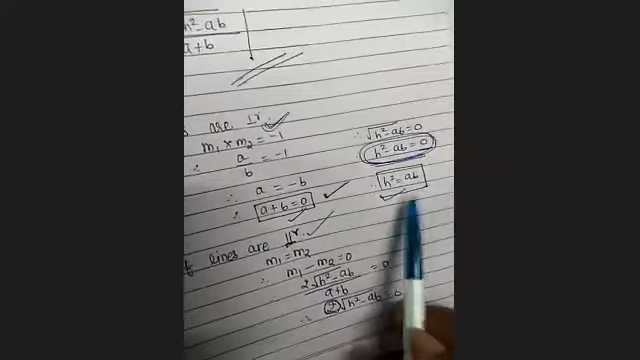 h²-ab
a+b
are ⊥r
m₁ × m₂ = -1
∴ a/b = -1
∴ a = -b
∴ a+b=0
If lines are ||r
m₁ = m₂
∴ m₁ - m₂ = 0
2√h²-ab / a+b = 0
∴ 2√h²-ab = 0
∴ √h²-ab = 0
h²-ab = 0
∴ h² = ab